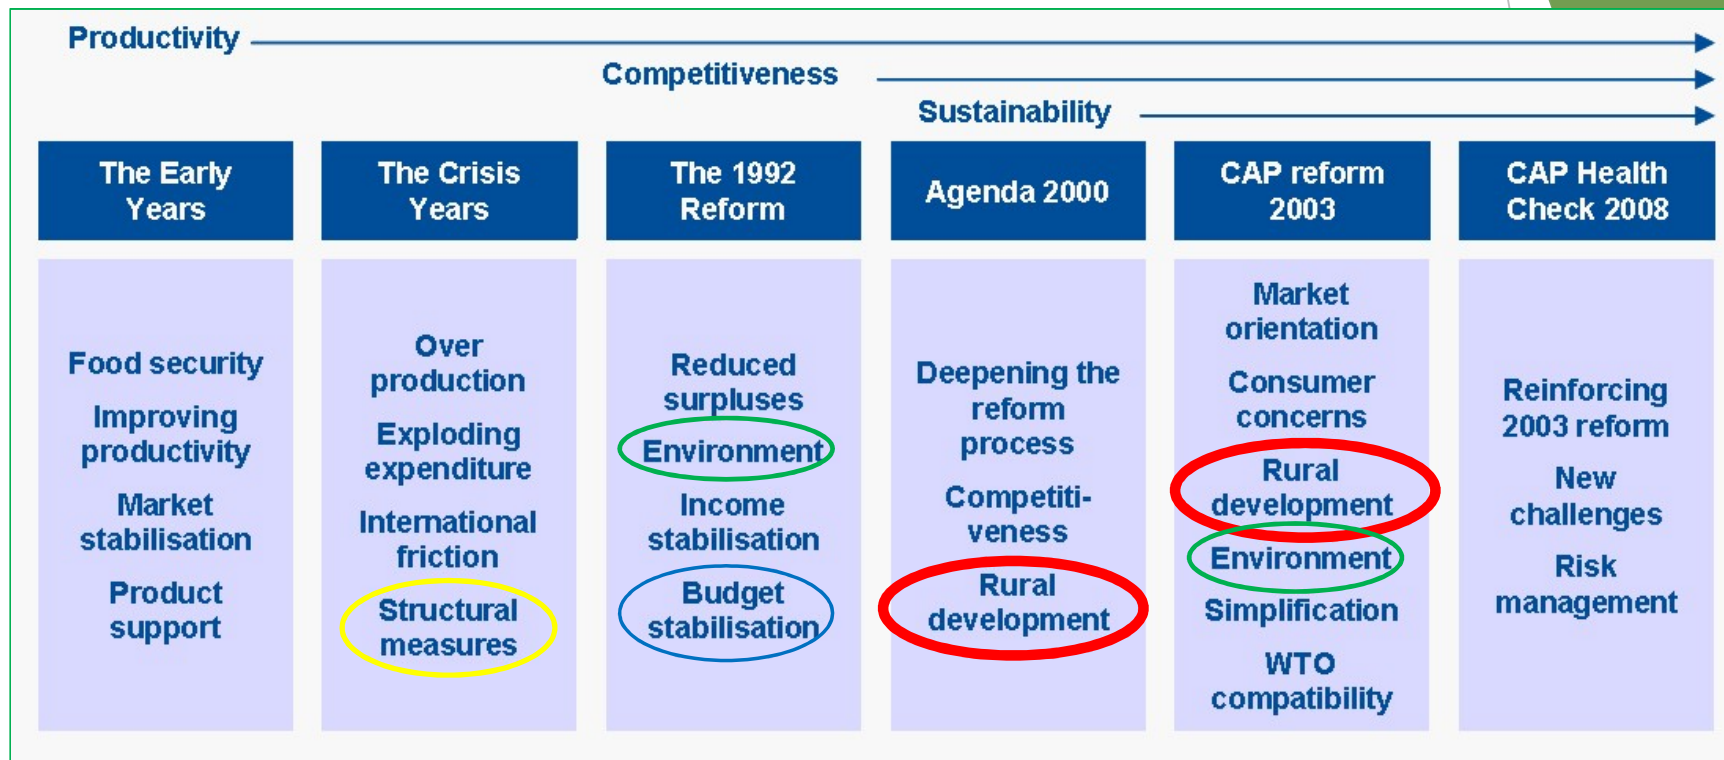 Productivity
Competitiveness
Sustainability
The Early
Years
The Crisis
Years
The 1992
Reform
Agenda 2000
CAP reform
2003
CAP Health
Check 2008
Food security
Improving
productivity
Market
stabilisation
Product
support
Over
production
Exploding
expenditure
International
friction
Structural
measures
Reduced
surpluses
Environment
Income
stabilisation
Budget
stabilisation
Deepening the
reform
process
Competiti-
veness
Rural
development
Market
orientation
Consumer
concerns
Rural
development
Environment
Simplification
WTO
compatibility
Reinforcing
2003 reform
New
challenges
Risk
management